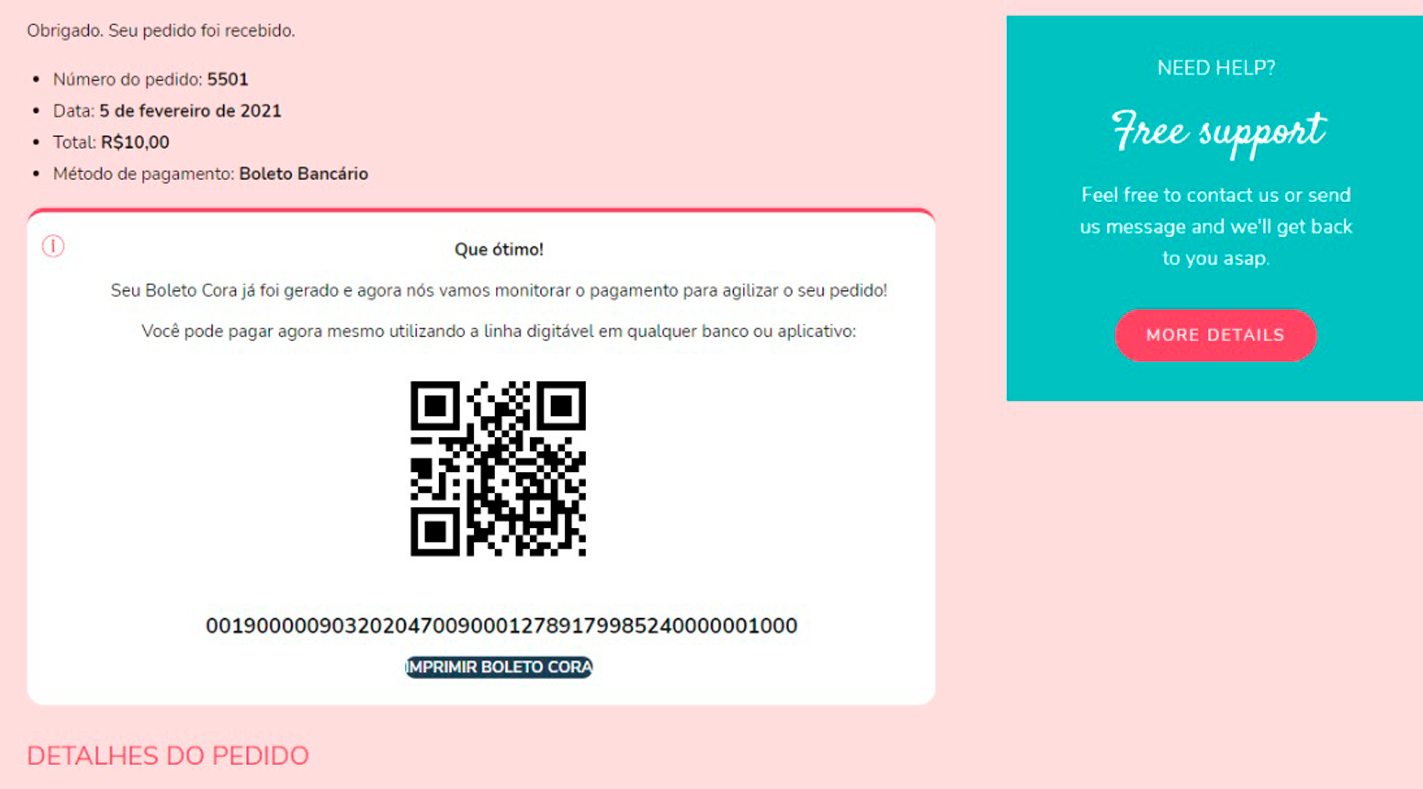 Obrigado. Seu pedido foi recebido.
Número do pedido: 5501
Data: 5 de fevereiro de 2021
Total: R$10,00
Método de pagamento: Boleto Bancário
Que ótimo!
Seu Boleto Cora já foi gerado e agora nós vamos monitorar o pagamento para agilizar o seu pedido!
Você pode pagar agora mesmo utilizando a linha digitável em qualquer banco ou aplicativo:
00190000090320204700900012789179985240000001000
IMPRIMIR BOLETO CORA
DETALHES DO PEDIDO
NEED HELP?
Free support
Feel free to contact us or send
us message and we'll get back
to you asap.
MORE DETAILS